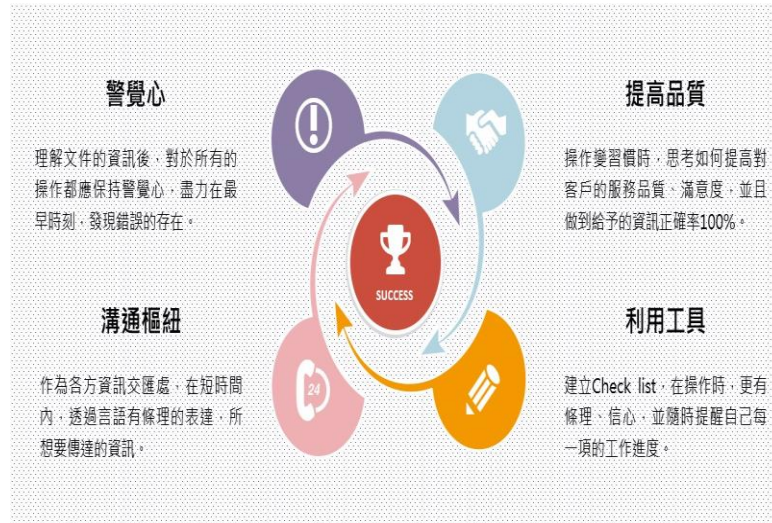 警覺心
理解文件的資訊後，對於所有的
操作都應保持警覺心，盡力在最
早時刻，發現錯誤的存在。
提高品質
操作變習慣時，思考如何提高對
客戶的服務品質、滿意度，並且
做到給予的資訊正確率100%。
SUCCESS
溝通樞紐
作為各方資訊交匯處，在短時間
內，透過言語有條理的表達，所
想要傳達的資訊。
24
利用工具
建立Check list，在操作時，更有
條理、信心，並隨時提醒自己每
一項的工作進度。